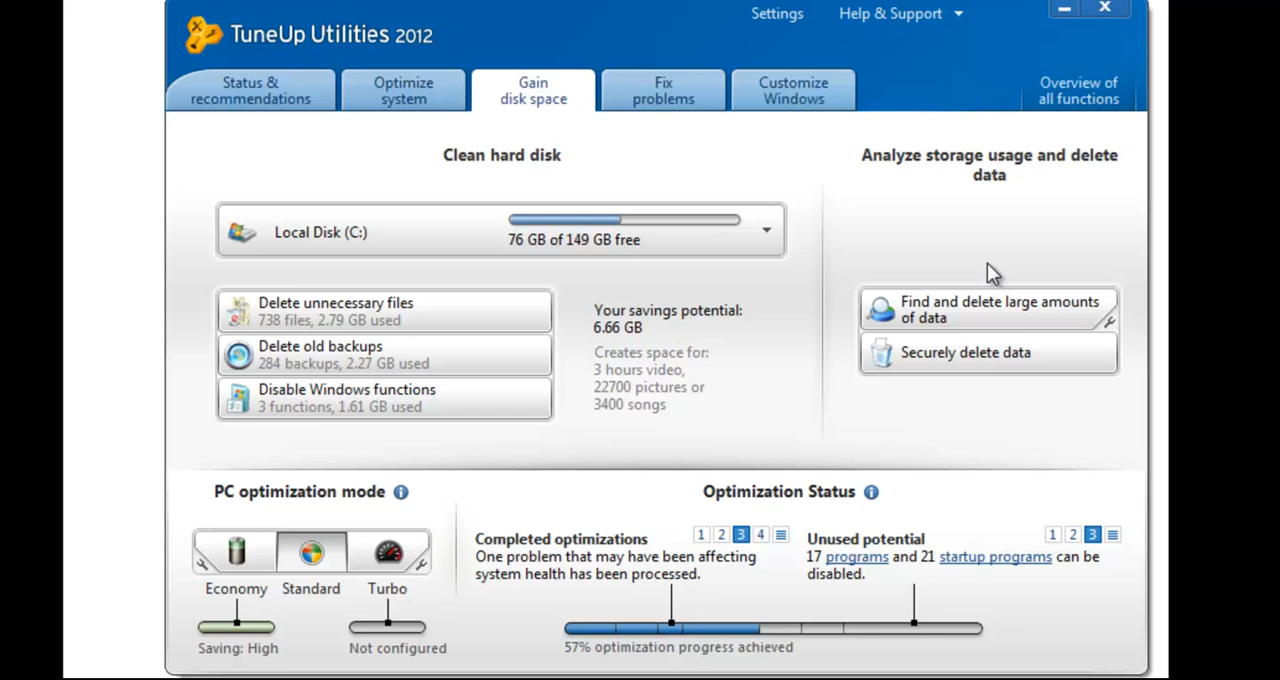 Settings
Help & Support
TuneUp Utilities 2012
Status &
recommendations
Optimize
system
Gain
disk space
Fix
problems
Customize
Windows
Overview of
all functions
Clean hard disk
Local Disk (C:)
76 GB of 149 GB free
Delete unnecessary files
738 files, 2.79 GB used
Delete old backups
284 backups, 2.27 GB used
Disable Windows functions
3 functions, 1.61 GB used
Your savings potential:
6.66 GB
Creates space for:
3 hours video,
22700 pictures or
3400 songs
Analyze storage usage and delete
data
Find and delete large amounts
of data
Securely delete data
PC optimization mode
Economy
Standard
Turbo
Saving: High
Not configured
Optimization Status
Completed optimizations
1 2 3 4
One problem that may have been affecting
system health has been processed.
Unused potential
1 2 3
17 programs and 21 startup programs can be
disabled.
57% optimization progress achieved